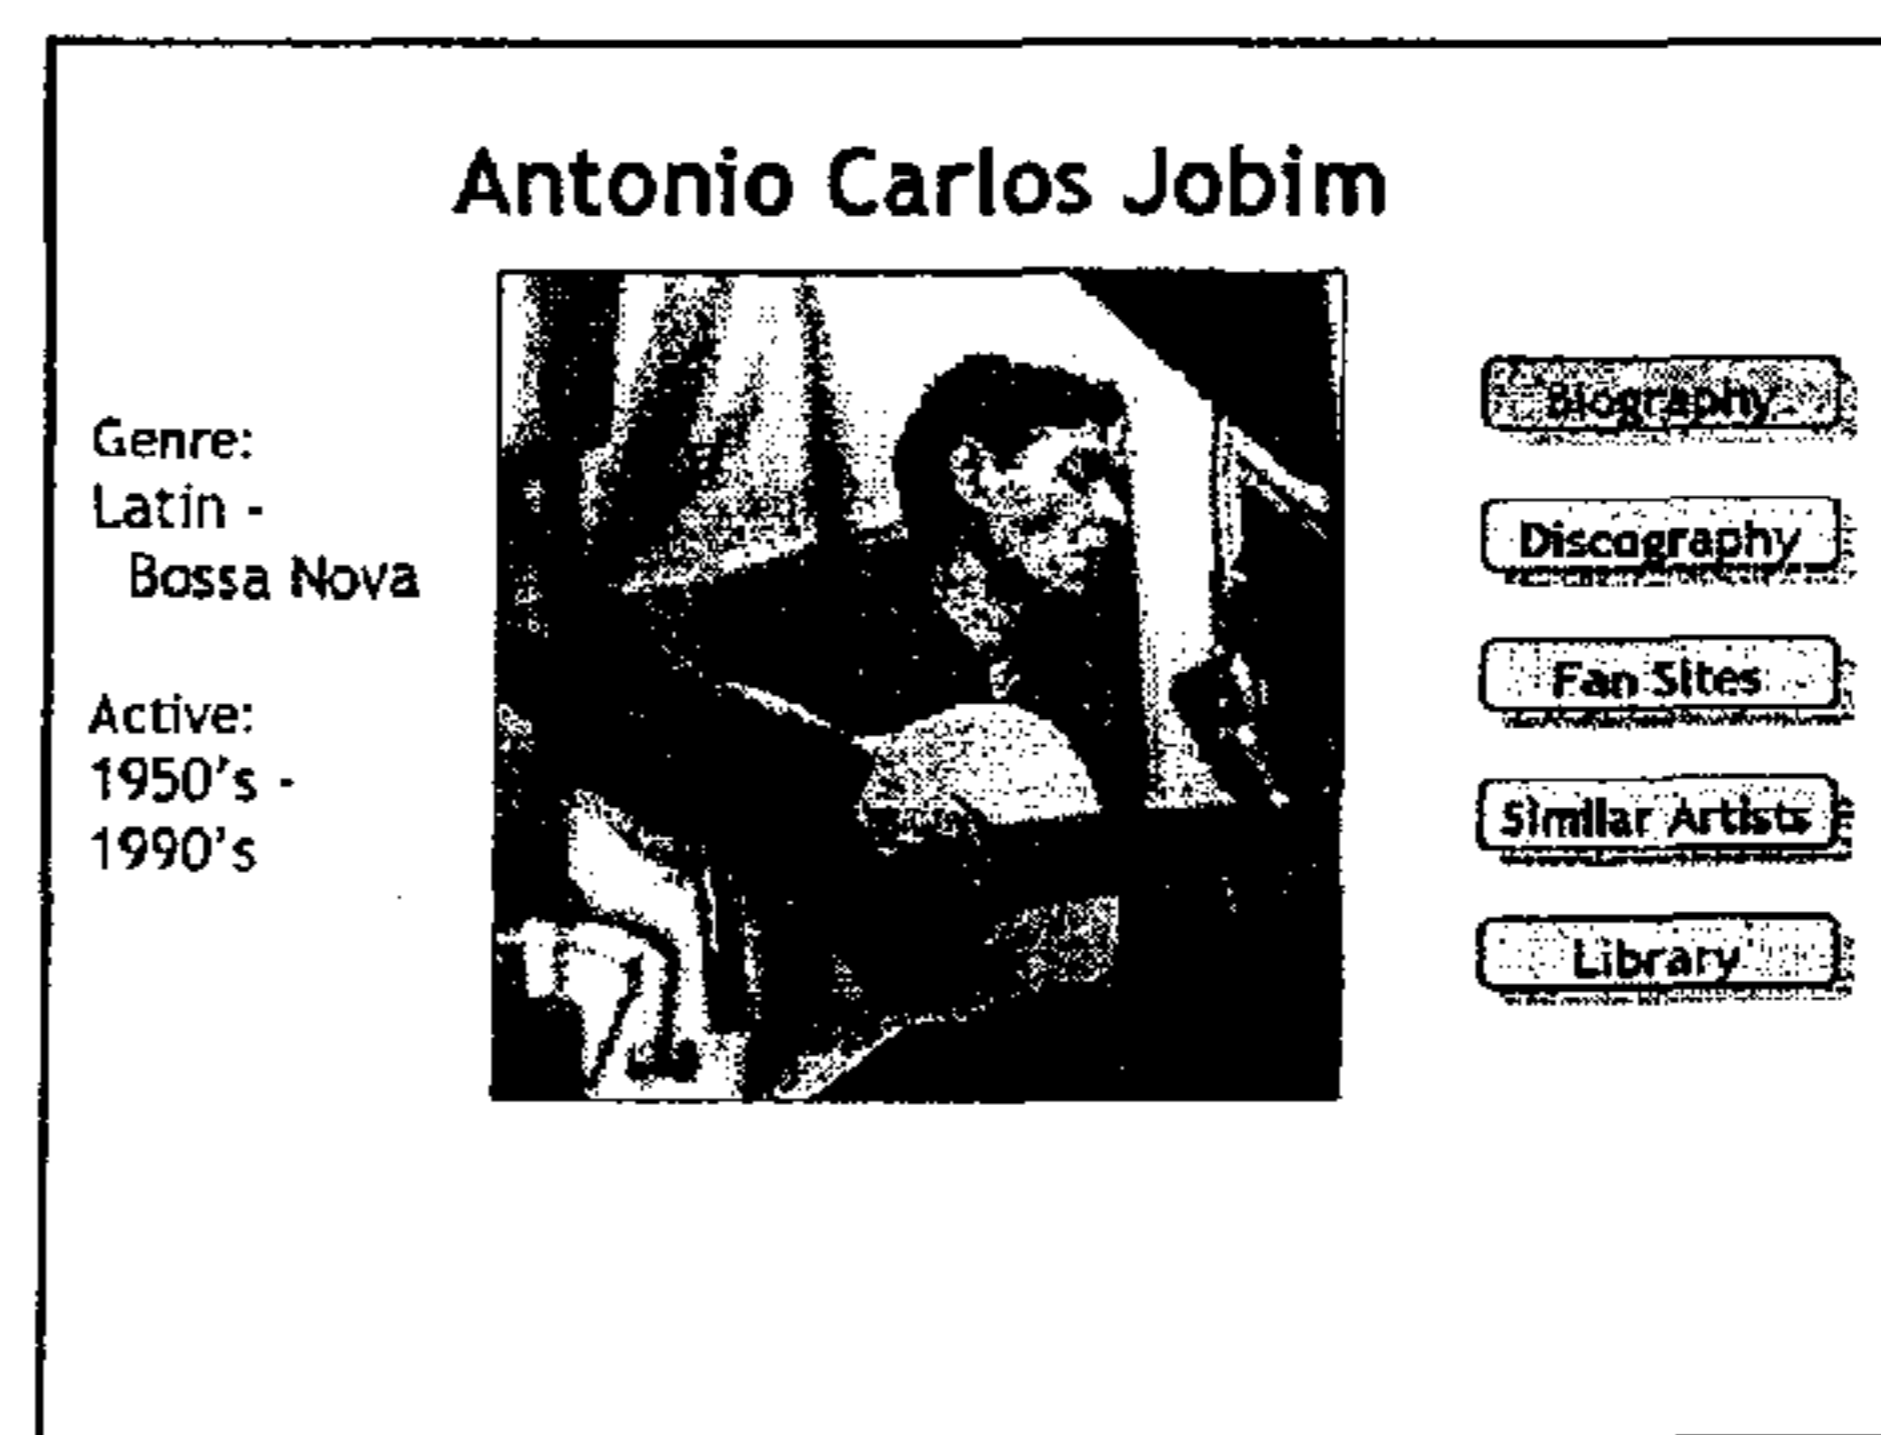 Antonio Carlos Jobim
Genre:
Latin -
Bossa Nova
Active:
1950's -
1990's
Biography
Discography
Fan Sites
Similar Artists
Library